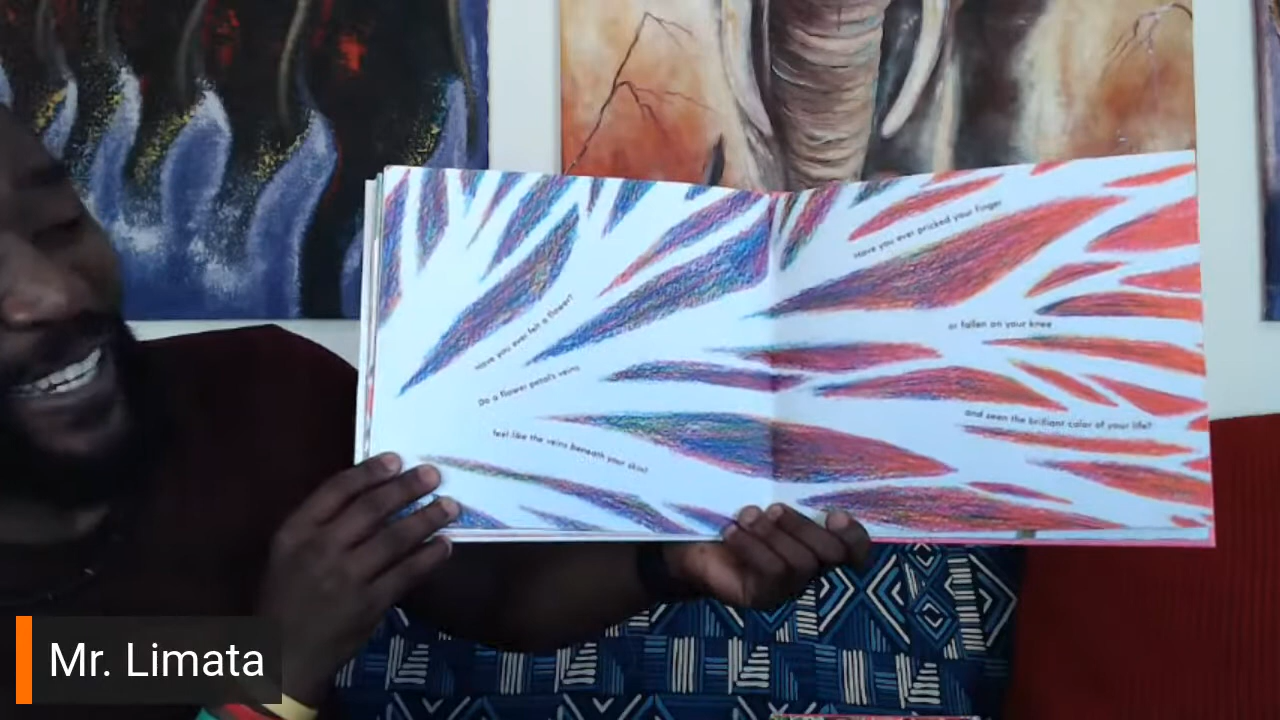 Have you ever felt a flower?
Do a flower petal's veins
feel like the veins beneath your skin?
Have you ever pricked your finger
or fallen on your knee
and seen the brilliant color of your life?
Mr. Limata